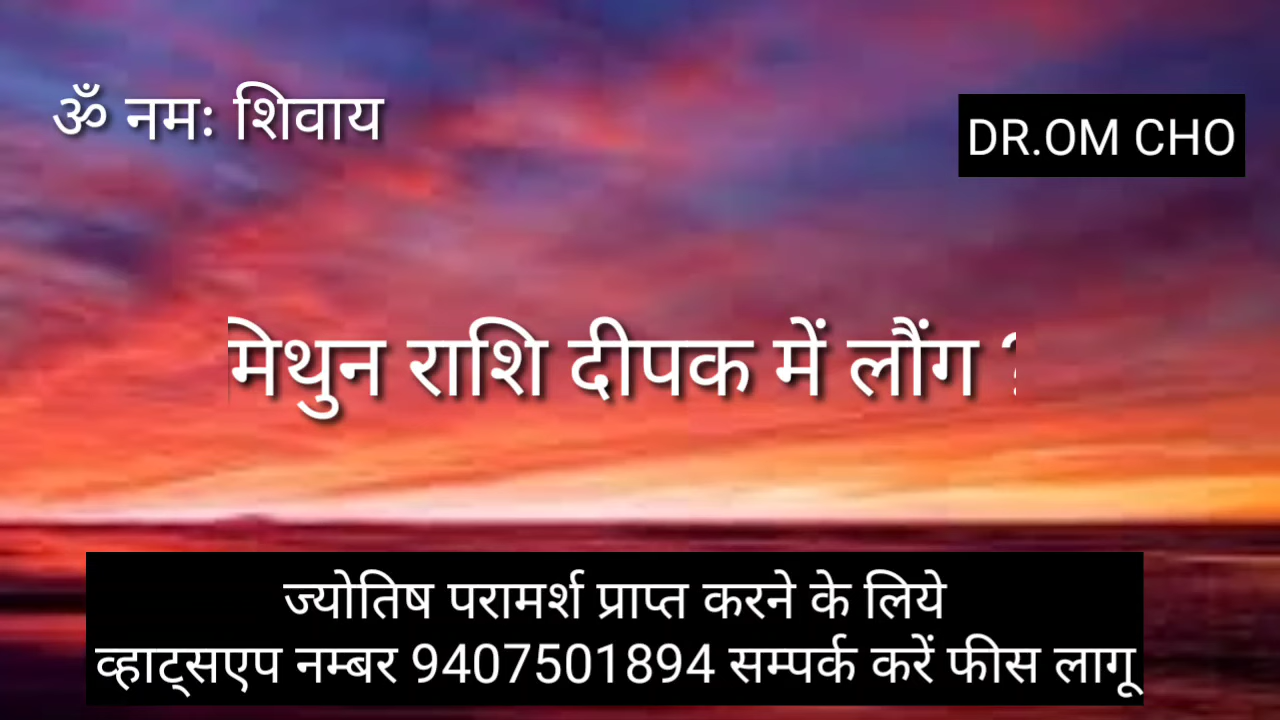 ॐ नमः शिवाय
DR.OM CHO
मिथुन राशि दीपक में लौंग ?
ज्योतिष परामर्श प्राप्त करने के लिये
व्हाट्सएप नम्बर 9407501894 सम्पर्क करें फीस लागू